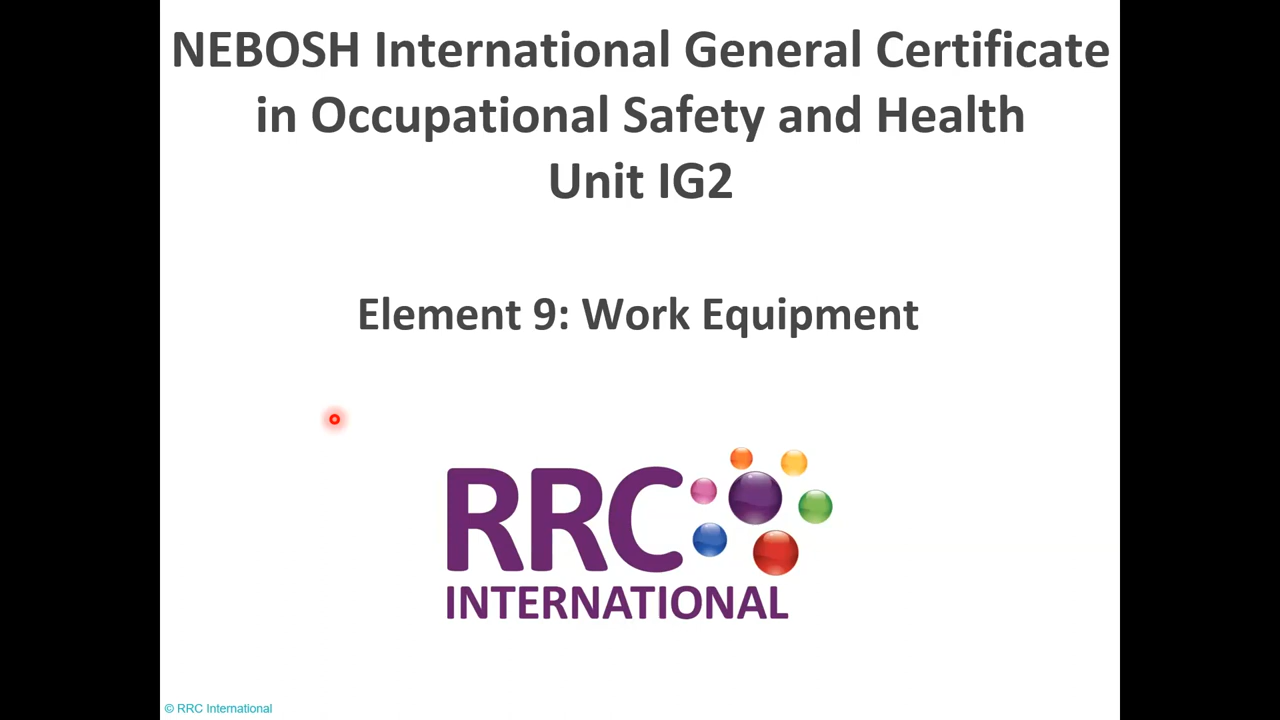 NEBOSH International General Certificate
in Occupational Safety and Health
Unit IG2
Element 9: Work Equipment
RRC
INTERNATIONAL
© RRC International